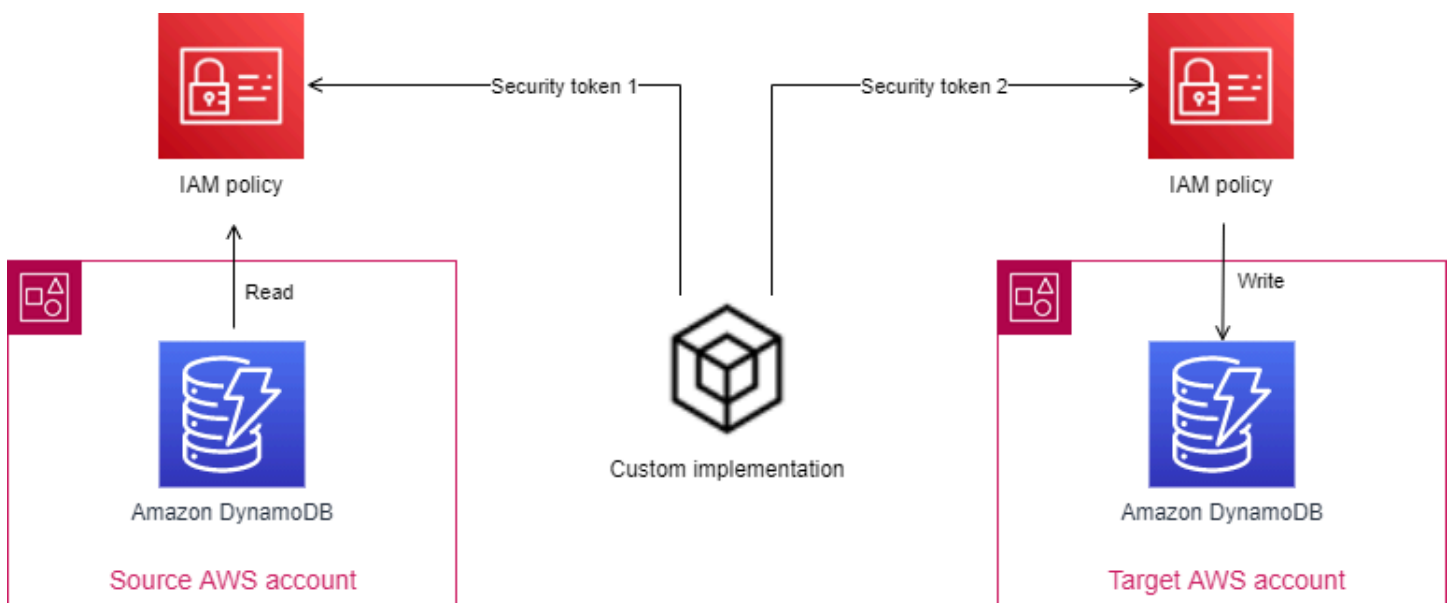 Security token 1
Security token 2
IAM policy
IAM policy
Read
Write
Custom implementation
Amazon DynamoDB
Amazon DynamoDB
Source AWS account
Target AWS account